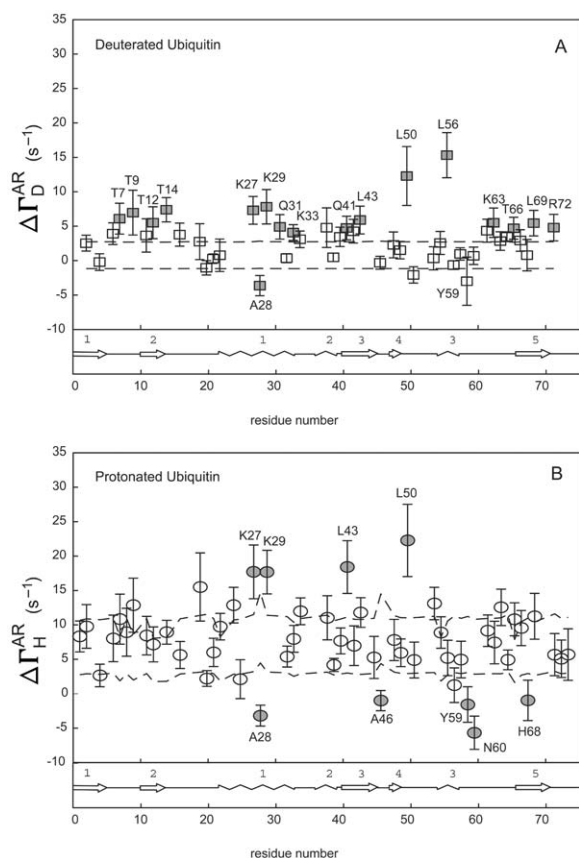 Deuterated Ubiquitin
A
ΔΓ_D^AR (s⁻¹)
35
30
25
20
15
10
5
0
-5
-10
T7
T9
T12
T14
K27
K29
A28
Q31
K33
Q41
L43
L50
L56
Y59
K63
T66
L69
R72
1 2 1 2 3 4 3 5
0 10 20 30 40 50 60 70
residue number
Protonated Ubiquitin
B
ΔΓ_H^AR (s⁻¹)
35
30
25
20
15
10
5
0
-5
-10
K27
K29
A28
L43
A46
L50
Y59
N60
H68
1 2 1 2 3 4 3 5
0 10 20 30 40 50 60 70
residue number